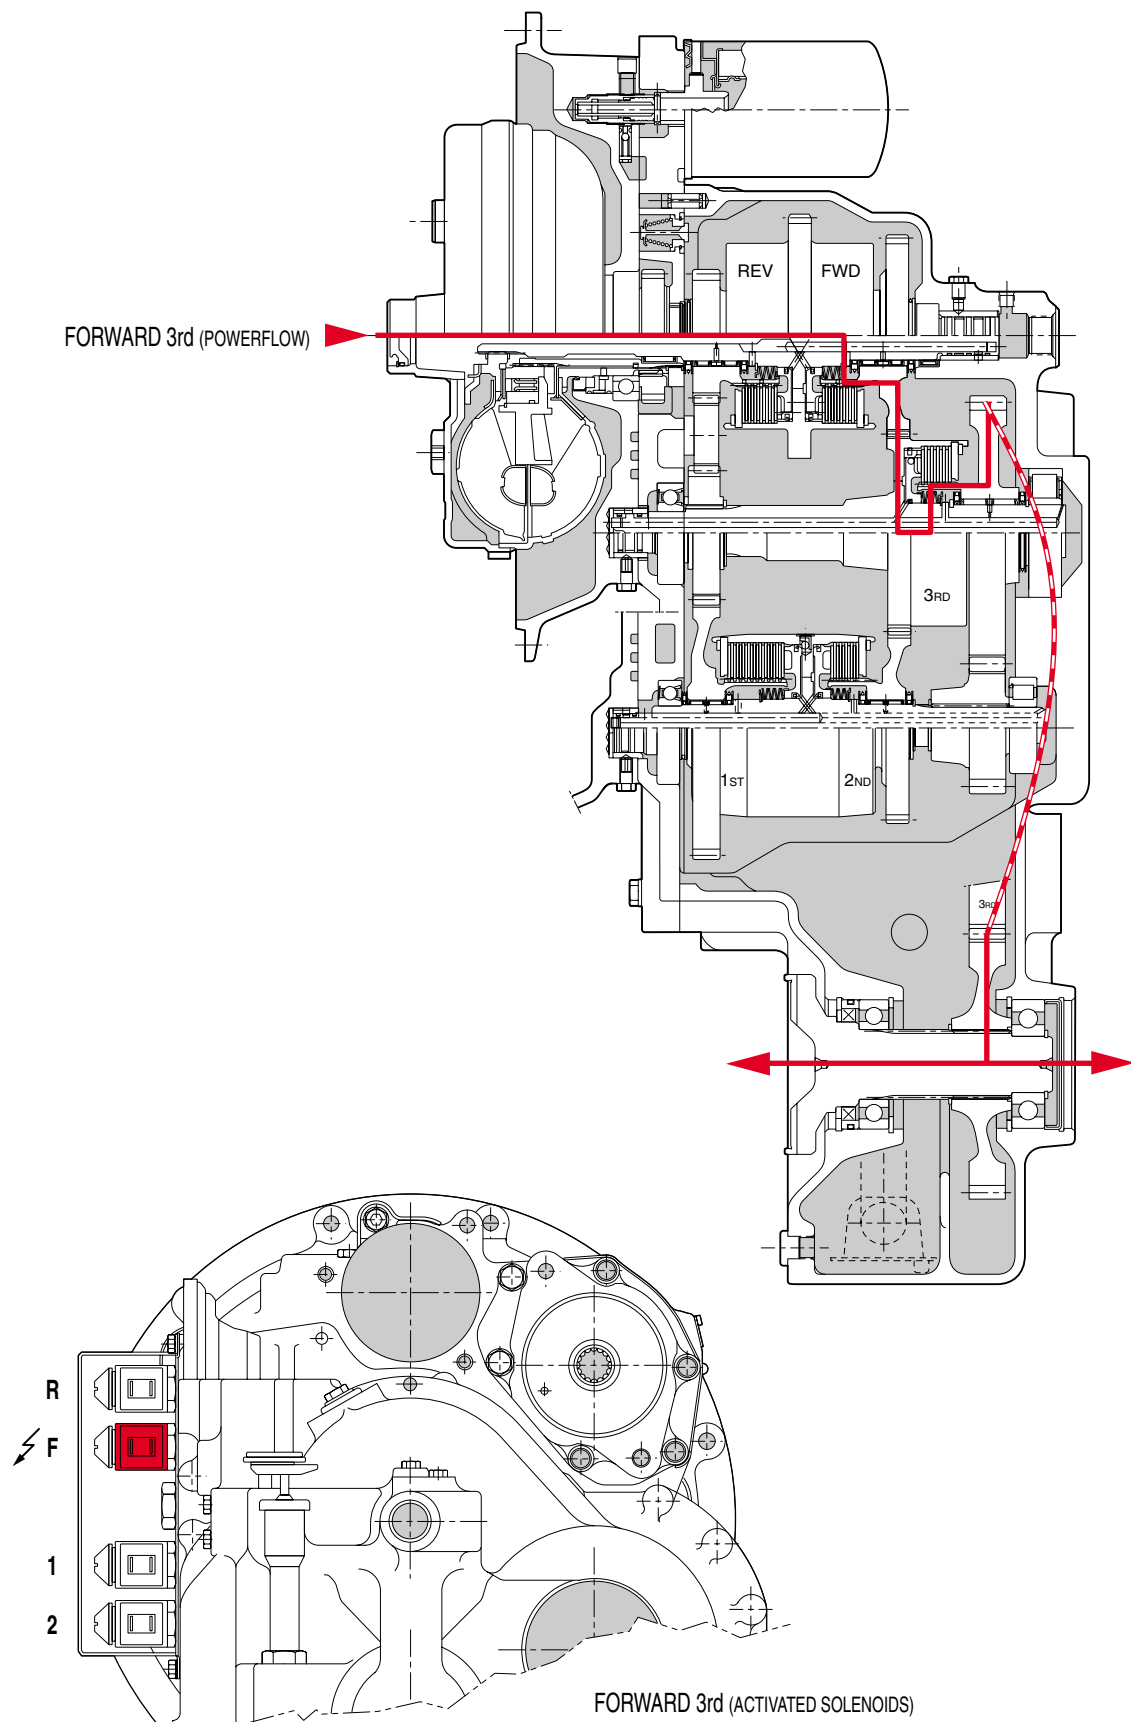 REV FWD
FORWARD 3rd (POWERFLOW)
3RD
1ST 2ND
3RD
R
F
1
2
FORWARD 3rd (ACTIVATED SOLENOIDS)